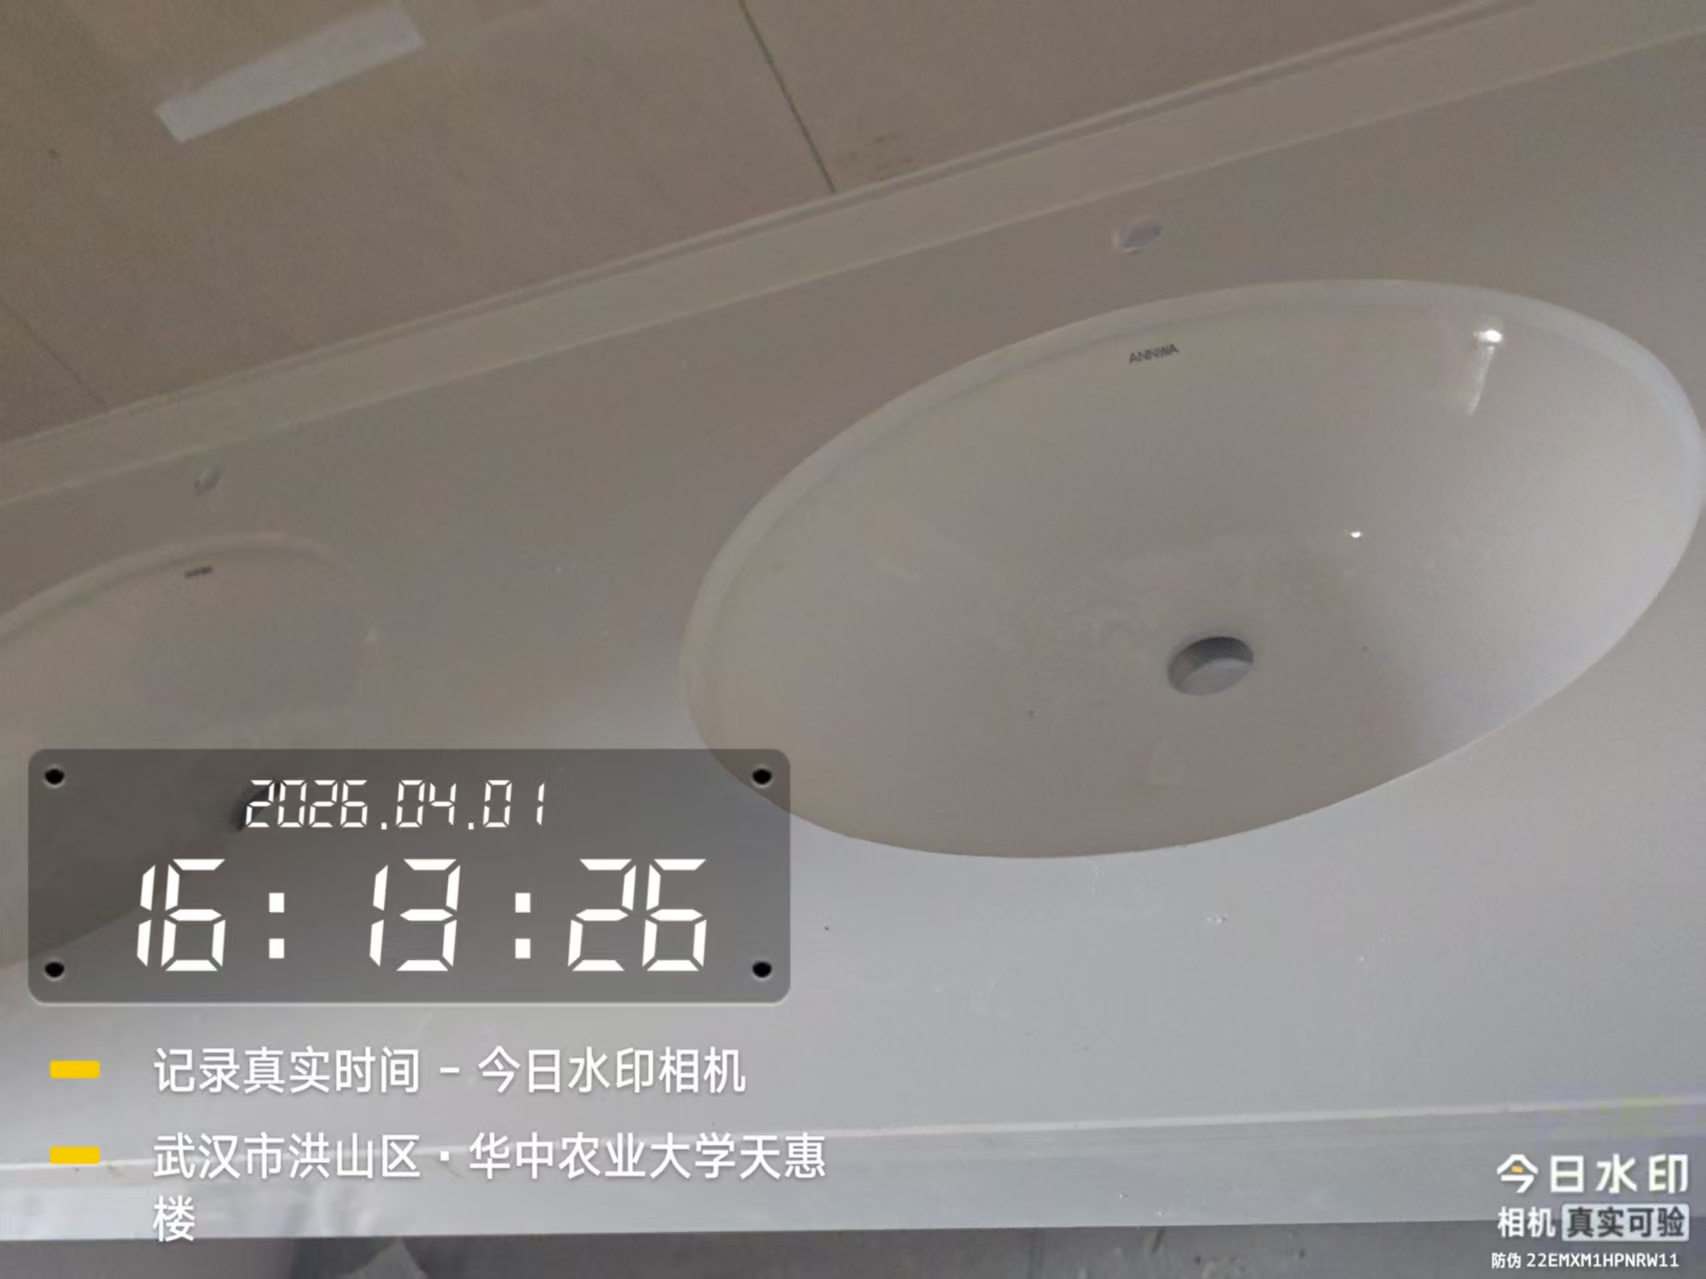 ANNWA
2026.04.01
16:13:26
记录真实时间 - 今日水印相机
武汉市洪山区·华中农业大学天惠
楼
今日水印
相机 真实可验
防伪 22EMXM1HPNRW11